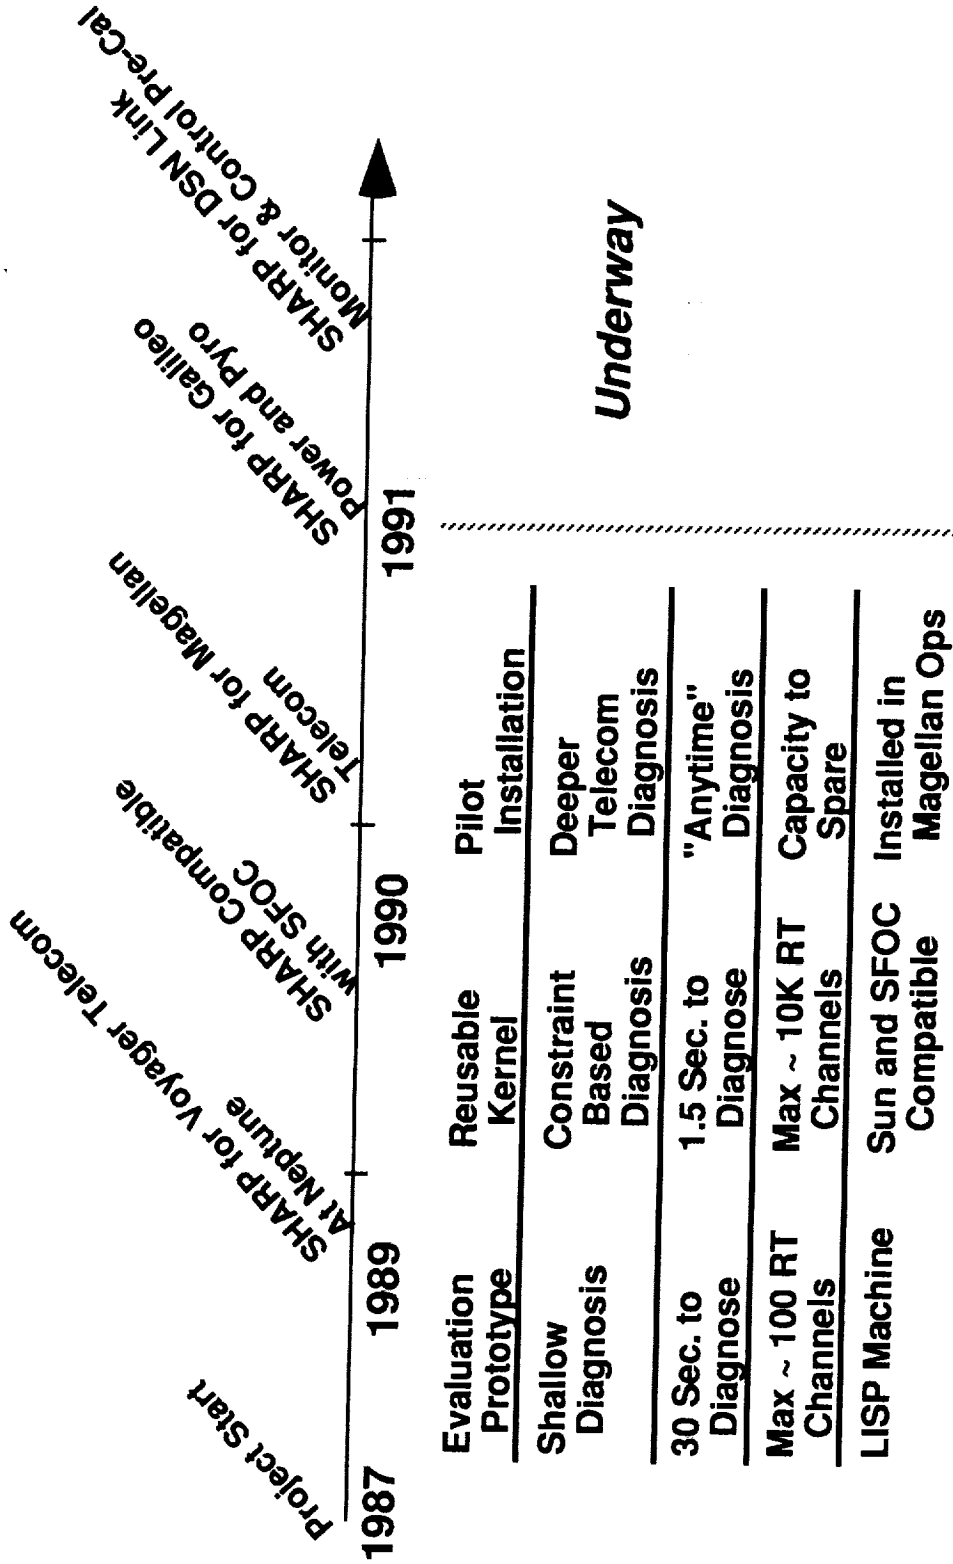 Project Start
SHARP for Voyager Telecom
At Neptune
SHARP Compatible
with SFOC
SHARP for Magellan
Telecom
SHARP for Galileo
Power and Pyro
SHARP for DSN Link
Monitor & Control Pre-Cal
1987
1989
1990
1991
Evaluation
Prototype
Reusable
Kernel
Pilot
Installation
Shallow
Diagnosis
Constraint
Based
Diagnosis
Deeper
Telecom
Diagnosis
30 Sec. to
Diagnose
1.5 Sec. to
Diagnose
"Anytime"
Diagnosis
Max ~ 100 RT
Channels
Max ~ 10K RT
Channels
Capacity to
Spare
LISP Machine
Sun and SFOC
Compatible
Installed in
Magellan Ops
Underway